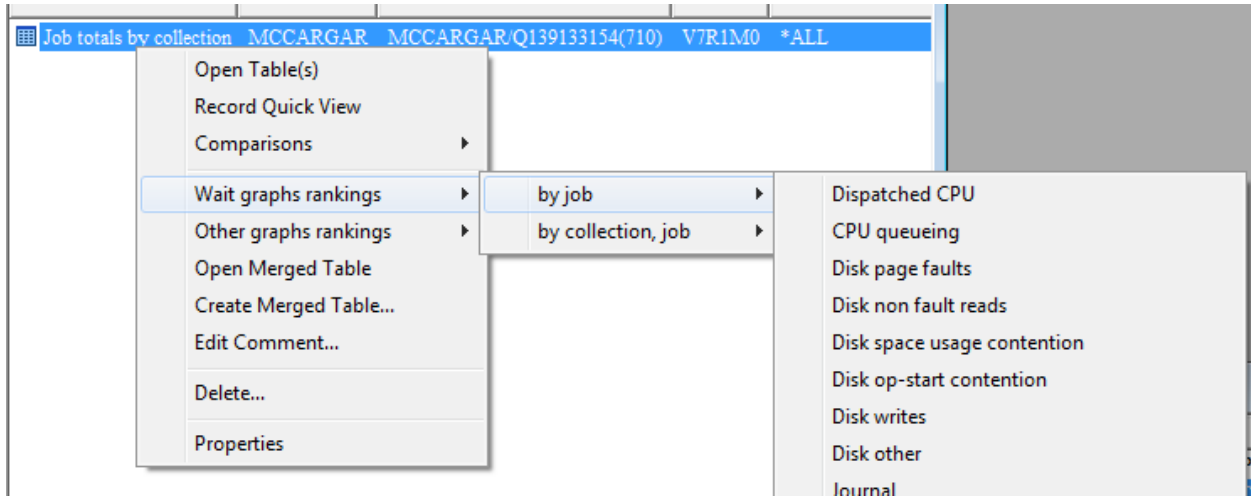 Job totals by collection MCCARGAR MCCARGAR/Q139133154(710) V7R1M0 *ALL
Open Table(s)
Record Quick View
Comparisons
Wait graphs rankings
Other graphs rankings
Open Merged Table
Create Merged Table...
Edit Comment...
Delete...
Properties
by job
by collection, job
Dispatched CPU
CPU queueing
Disk page faults
Disk non fault reads
Disk space usage contention
Disk op-start contention
Disk writes
Disk other
Journal